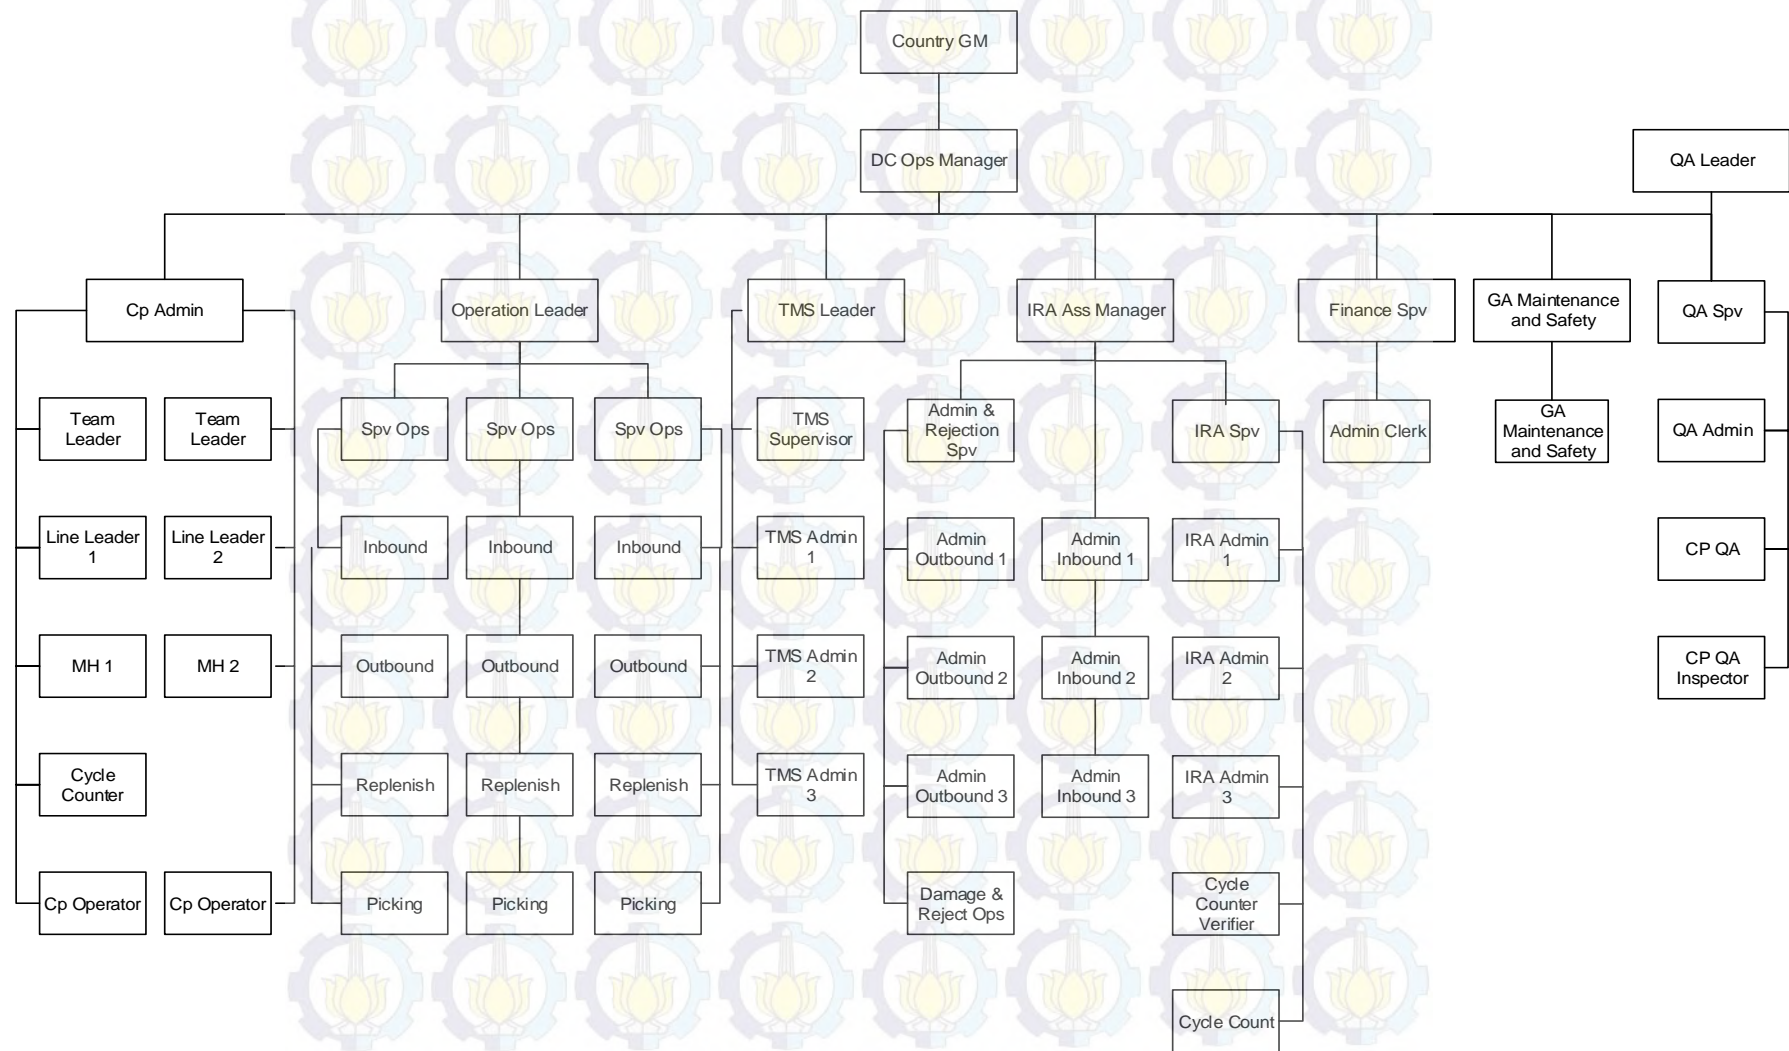 Country GM
DC Ops Manager
QA Leader
Cp Admin
Operation Leader
TMS Leader
IRA Ass Manager
Finance Spv
GA Maintenance
and Safety
QA Spv
Team
Leader
Team
Leader
Spv Ops
Spv Ops
Spv Ops
TMS
Supervisor
Admin &
Rejection
Spv
IRA Spv
Admin Clerk
GA
Maintenance
and Safety
QA Admin
Line Leader
1
Line Leader
2
Inbound
Inbound
Inbound
TMS Admin
1
Admin
Outbound 1
Admin
Inbound 1
IRA Admin
1
CP QA
MH 1
MH 2
Outbound
Outbound
Outbound
TMS Admin
2
Admin
Outbound 2
Admin
Inbound 2
IRA Admin
2
CP QA
Inspector
Cycle
Counter
Replenish
Replenish
Replenish
TMS Admin
3
Admin
Outbound 3
Admin
Inbound 3
IRA Admin
3
Cp Operator
Cp Operator
Picking
Picking
Picking
Damage &
Reject Ops
Cycle
Counter
Verifier
Cycle Count